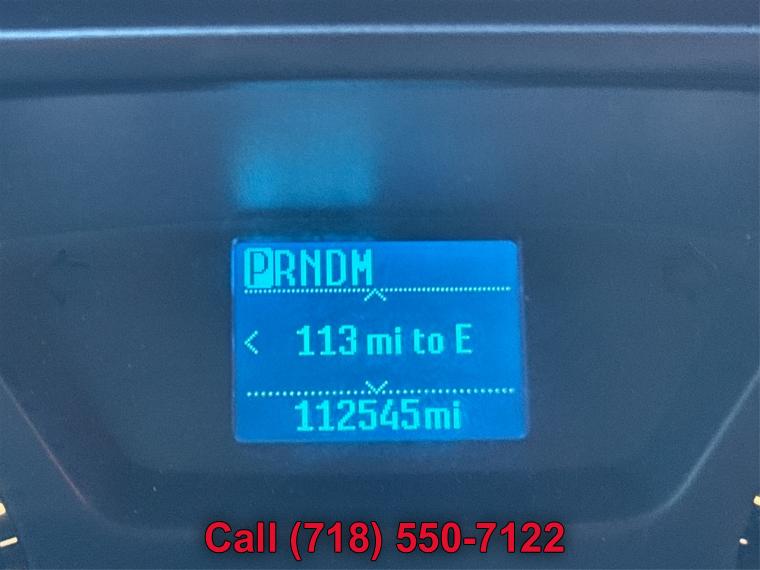 PRNDM
113 mi to E
112545mi
Call (718) 550-7122